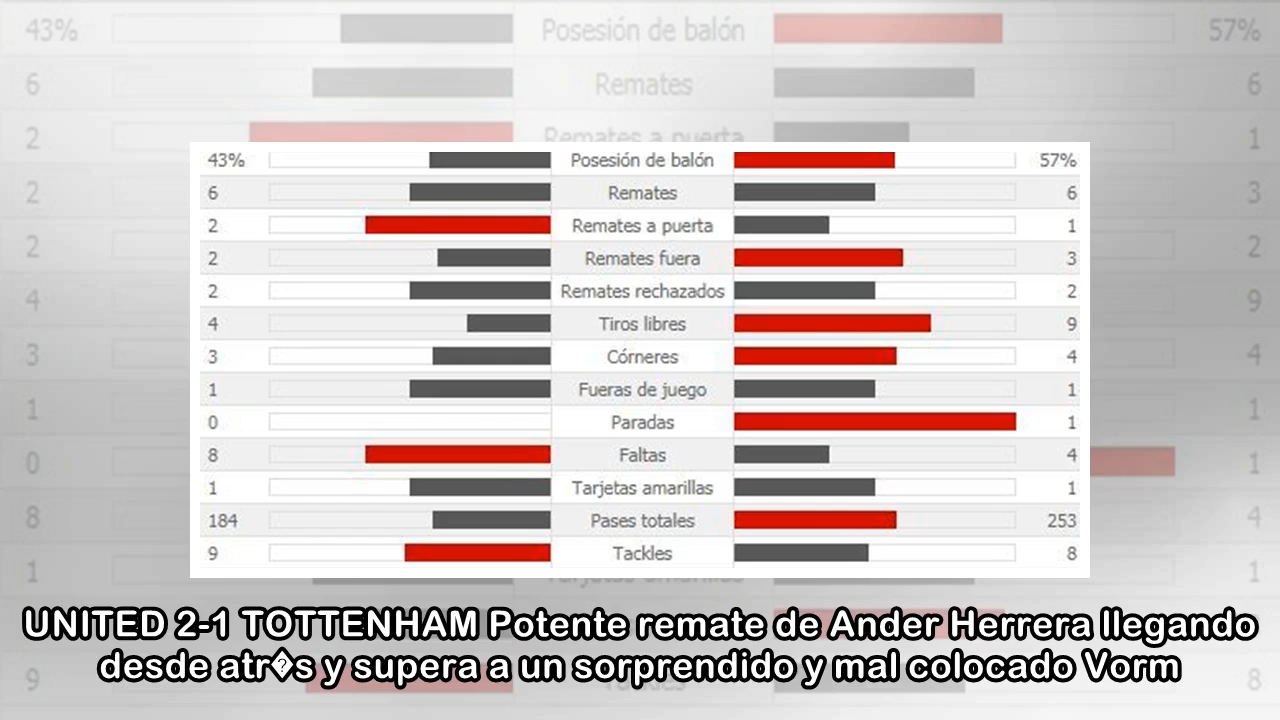 43% Posesión de balón 57%
6 Remates 6
2 Remates a puerta 1
2 Remates fuera 3
2 Remates rechazados 2
4 Tiros libres 9
3 Córneres 4
1 Fueras de juego 1
0 Paradas 1
8 Faltas 4
1 Tarjetas amarillas 1
184 Pases totales 253
9 Tackles 8
UNITED 2-1 TOTTENHAM Potente remate de Ander Herrera llegando
desde atr�s y supera a un sorprendido y mal colocado Vorm